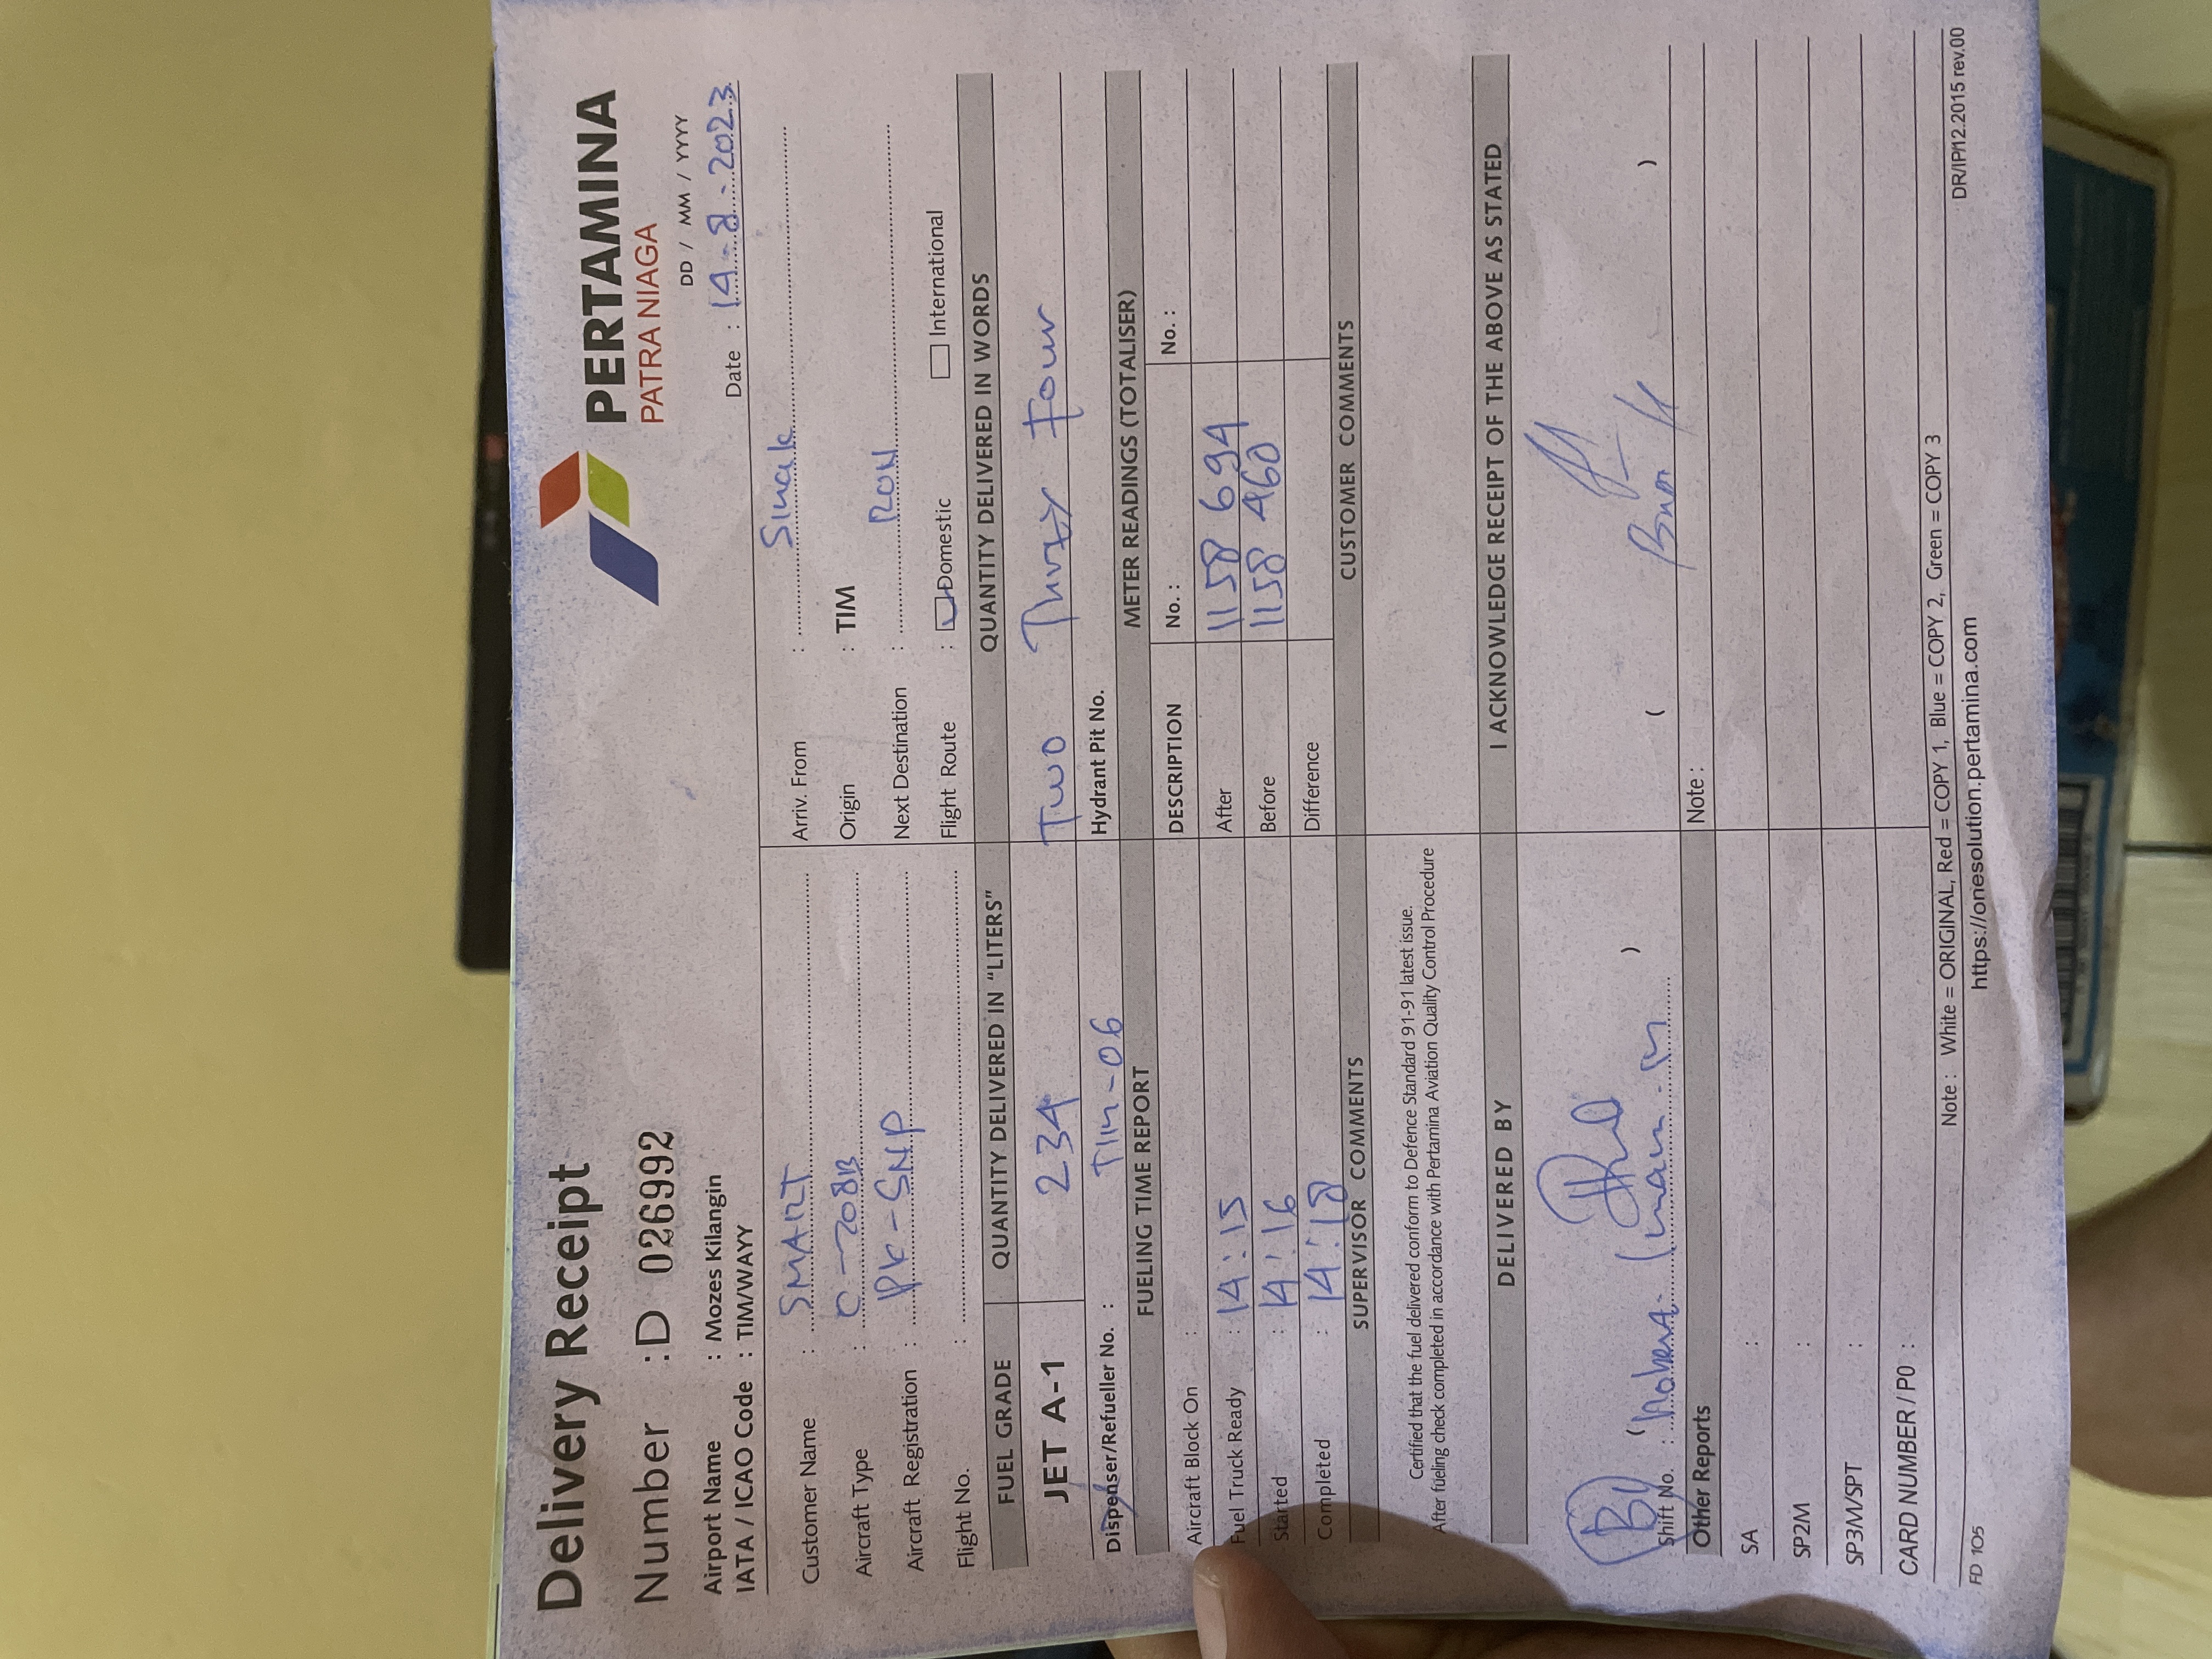 Delivery Receipt
PERTAMINA
PATRA NIAGA
Number : D 026992
DD / MM / YYYY
Airport Name : Mozes Kilangin
Date : 14-8-2023
IATA / ICAO Code : TIM/WAYY
Customer Name : SMART
Arriv. From : Sinak
Aircraft Type : C-208B
Origin : TIM
Aircraft Registration : PK-SNP
Next Destination : RON
Flight No. :
Flight Route : Domestic International
FUEL GRADE QUANTITY DELIVERED IN "LITERS" QUANTITY DELIVERED IN WORDS
JET A-1 234 Two Three Four
Dispenser/Refueller No. : TIM-06
Hydrant Pit No.
FUELING TIME REPORT METER READINGS (TOTALISER)
Aircraft Block On :
DESCRIPTION No. : No. :
Fuel Truck Ready : 14:15
After 1158 694
Started : 14:16
Before 1158 460
Completed : 14:18
Difference
SUPERVISOR COMMENTS CUSTOMER COMMENTS
Certified that the fuel delivered conform to Defence Standard 91-91 latest issue.
After fueling check completed in accordance with Pertamina Aviation Quality Control Procedure
DELIVERED BY I ACKNOWLEDGE RECEIPT OF THE ABOVE AS STATED
Shift No. :
Other Reports Note :
SA :
SP2M :
SP3M/SPT :
CARD NUMBER / PO :
Note : White = ORIGINAL, Red = COPY 1, Blue = COPY 2, Green = COPY 3
FD 105
https://onesolution.pertamina.com
DR/IP/12.2015 rev.00